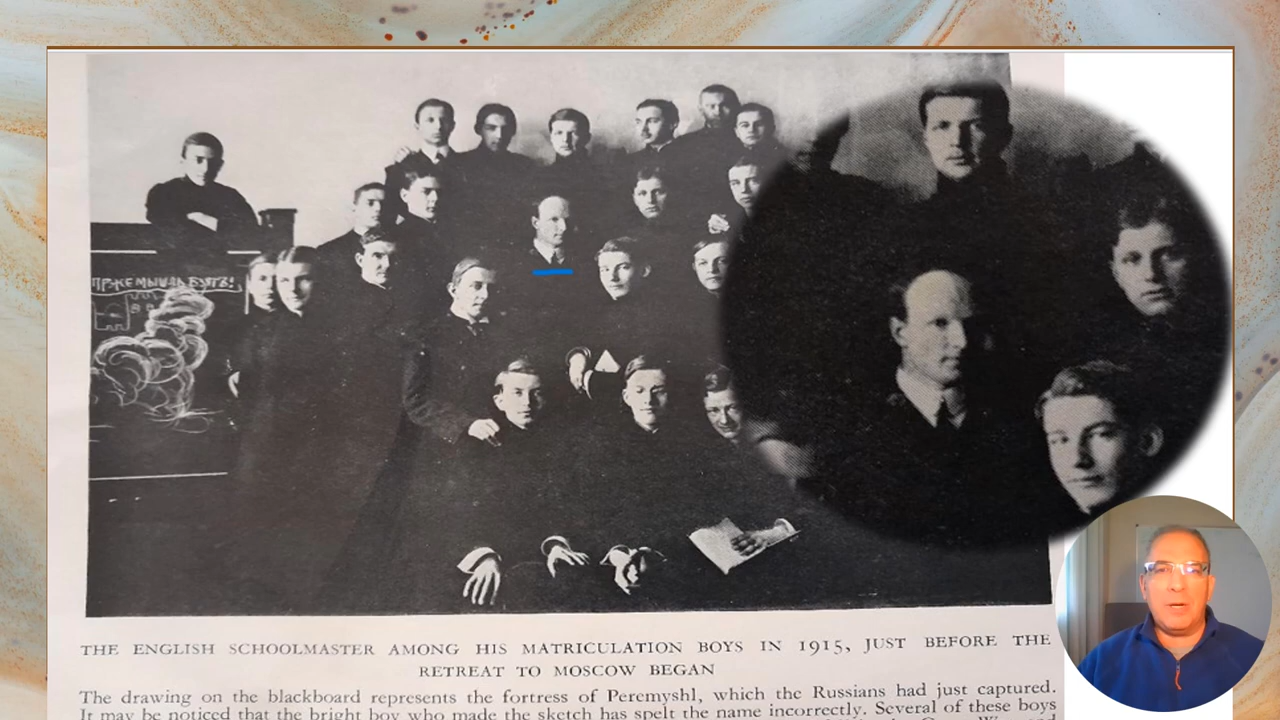 ПРЖЕМЫШЛЬ ВЗЯТЪ!
THE ENGLISH SCHOOLMASTER AMONG HIS MATRICULATION BOYS IN 1915, JUST BEFORE THE
RETREAT TO MOSCOW BEGAN
The drawing on the blackboard represents the fortress of Peremyshl, which the Russians had just captured.
It may be noticed that the bright boy who made the sketch has spelt the name incorrectly. Several of these boys